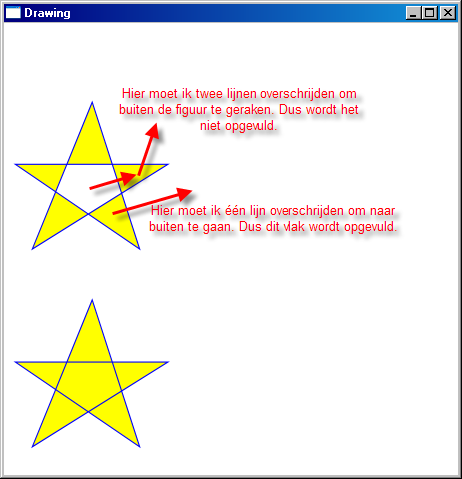 Drawing
Hier moet ik twee lijnen overschrijden om
buiten de figuur te geraken. Dus wordt het
niet opgevuld.
Hier moet ik één lijn overschrijden om naar
buiten te gaan. Dus dit vlak wordt opgevuld.